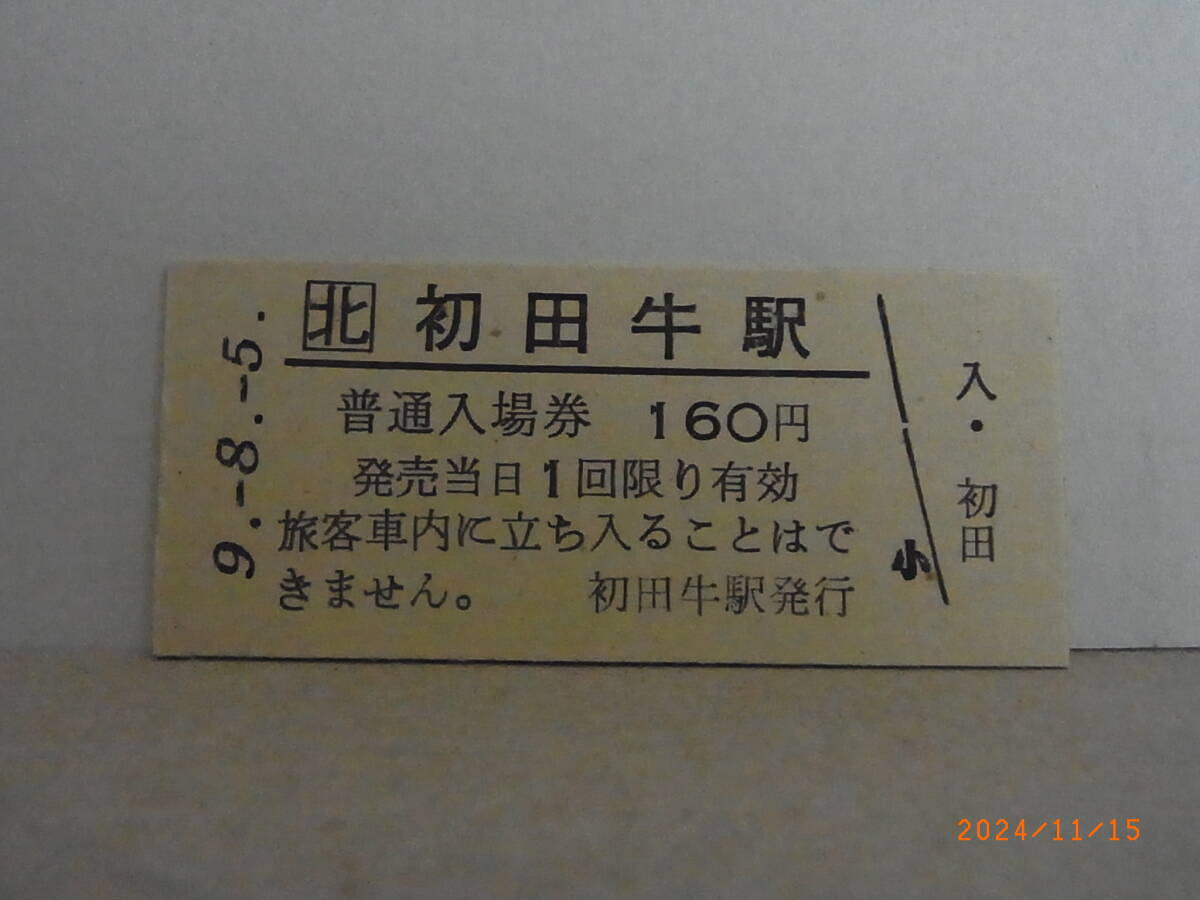 北 初田牛駅
普通入場券 160円
発売当日1回限り有効
旅客車内に立ち入ることはで
きません。 初田牛駅発行
9.-8.-5.
小
入・初田
2024/11/15